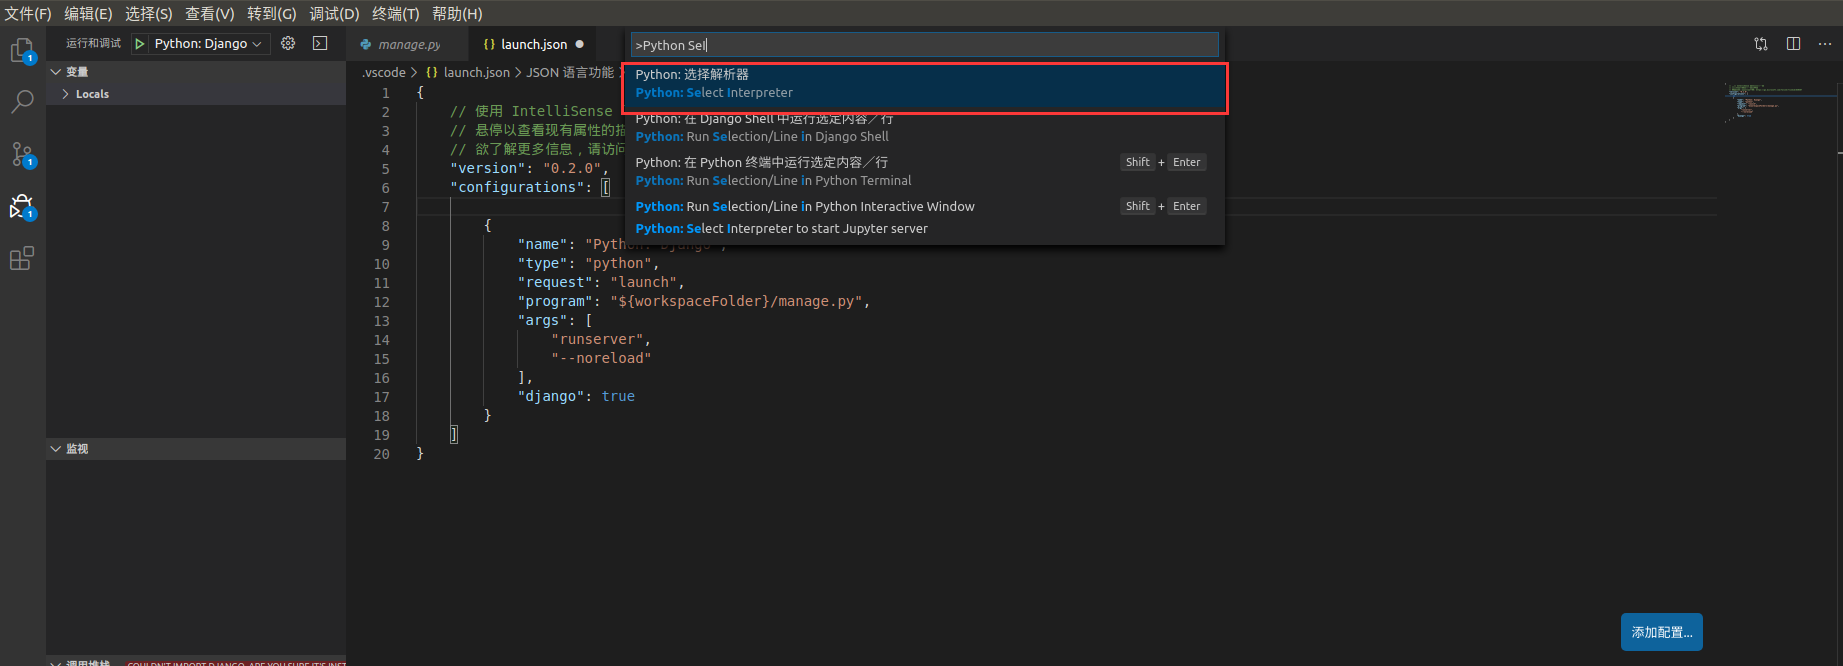 文件(F) 编辑(E) 选择(S) 查看(V) 转到(G) 调试(D) 终端(T) 帮助(H)
运行和调试 Python: Django
manage.py launch.json
>Python Sel
.vscode > launch.json > JSON 语言功能
变量
Locals
监视
调用堆栈 COULDN'T IMPORT DJANGO. ARE YOU SURE IT'S INST
1
1
1
Python: 选择解析器
Python: Select Interpreter
Python: 在 Django Shell 中运行选定内容／行
Python: Run Selection/Line in Django Shell
Python: 在 Python 终端中运行选定内容／行 Shift + Enter
Python: Run Selection/Line in Python Terminal
Python: Run Selection/Line in Python Interactive Window Shift + Enter
Python: Select Interpreter to start Jupyter server
1 {
2 // 使用 IntelliSense
3 // 悬停以查看现有属性的描
4 // 欲了解更多信息，请访问
5 "version": "0.2.0",
6 "configurations": [
7
8 {
9 "name": "Python: Django",
10 "type": "python",
11 "request": "launch",
12 "program": "${workspaceFolder}/manage.py",
13 "args": [
14 "runserver",
15 "--noreload"
16 ],
17 "django": true
18 }
19 ]
20 }
添加配置...